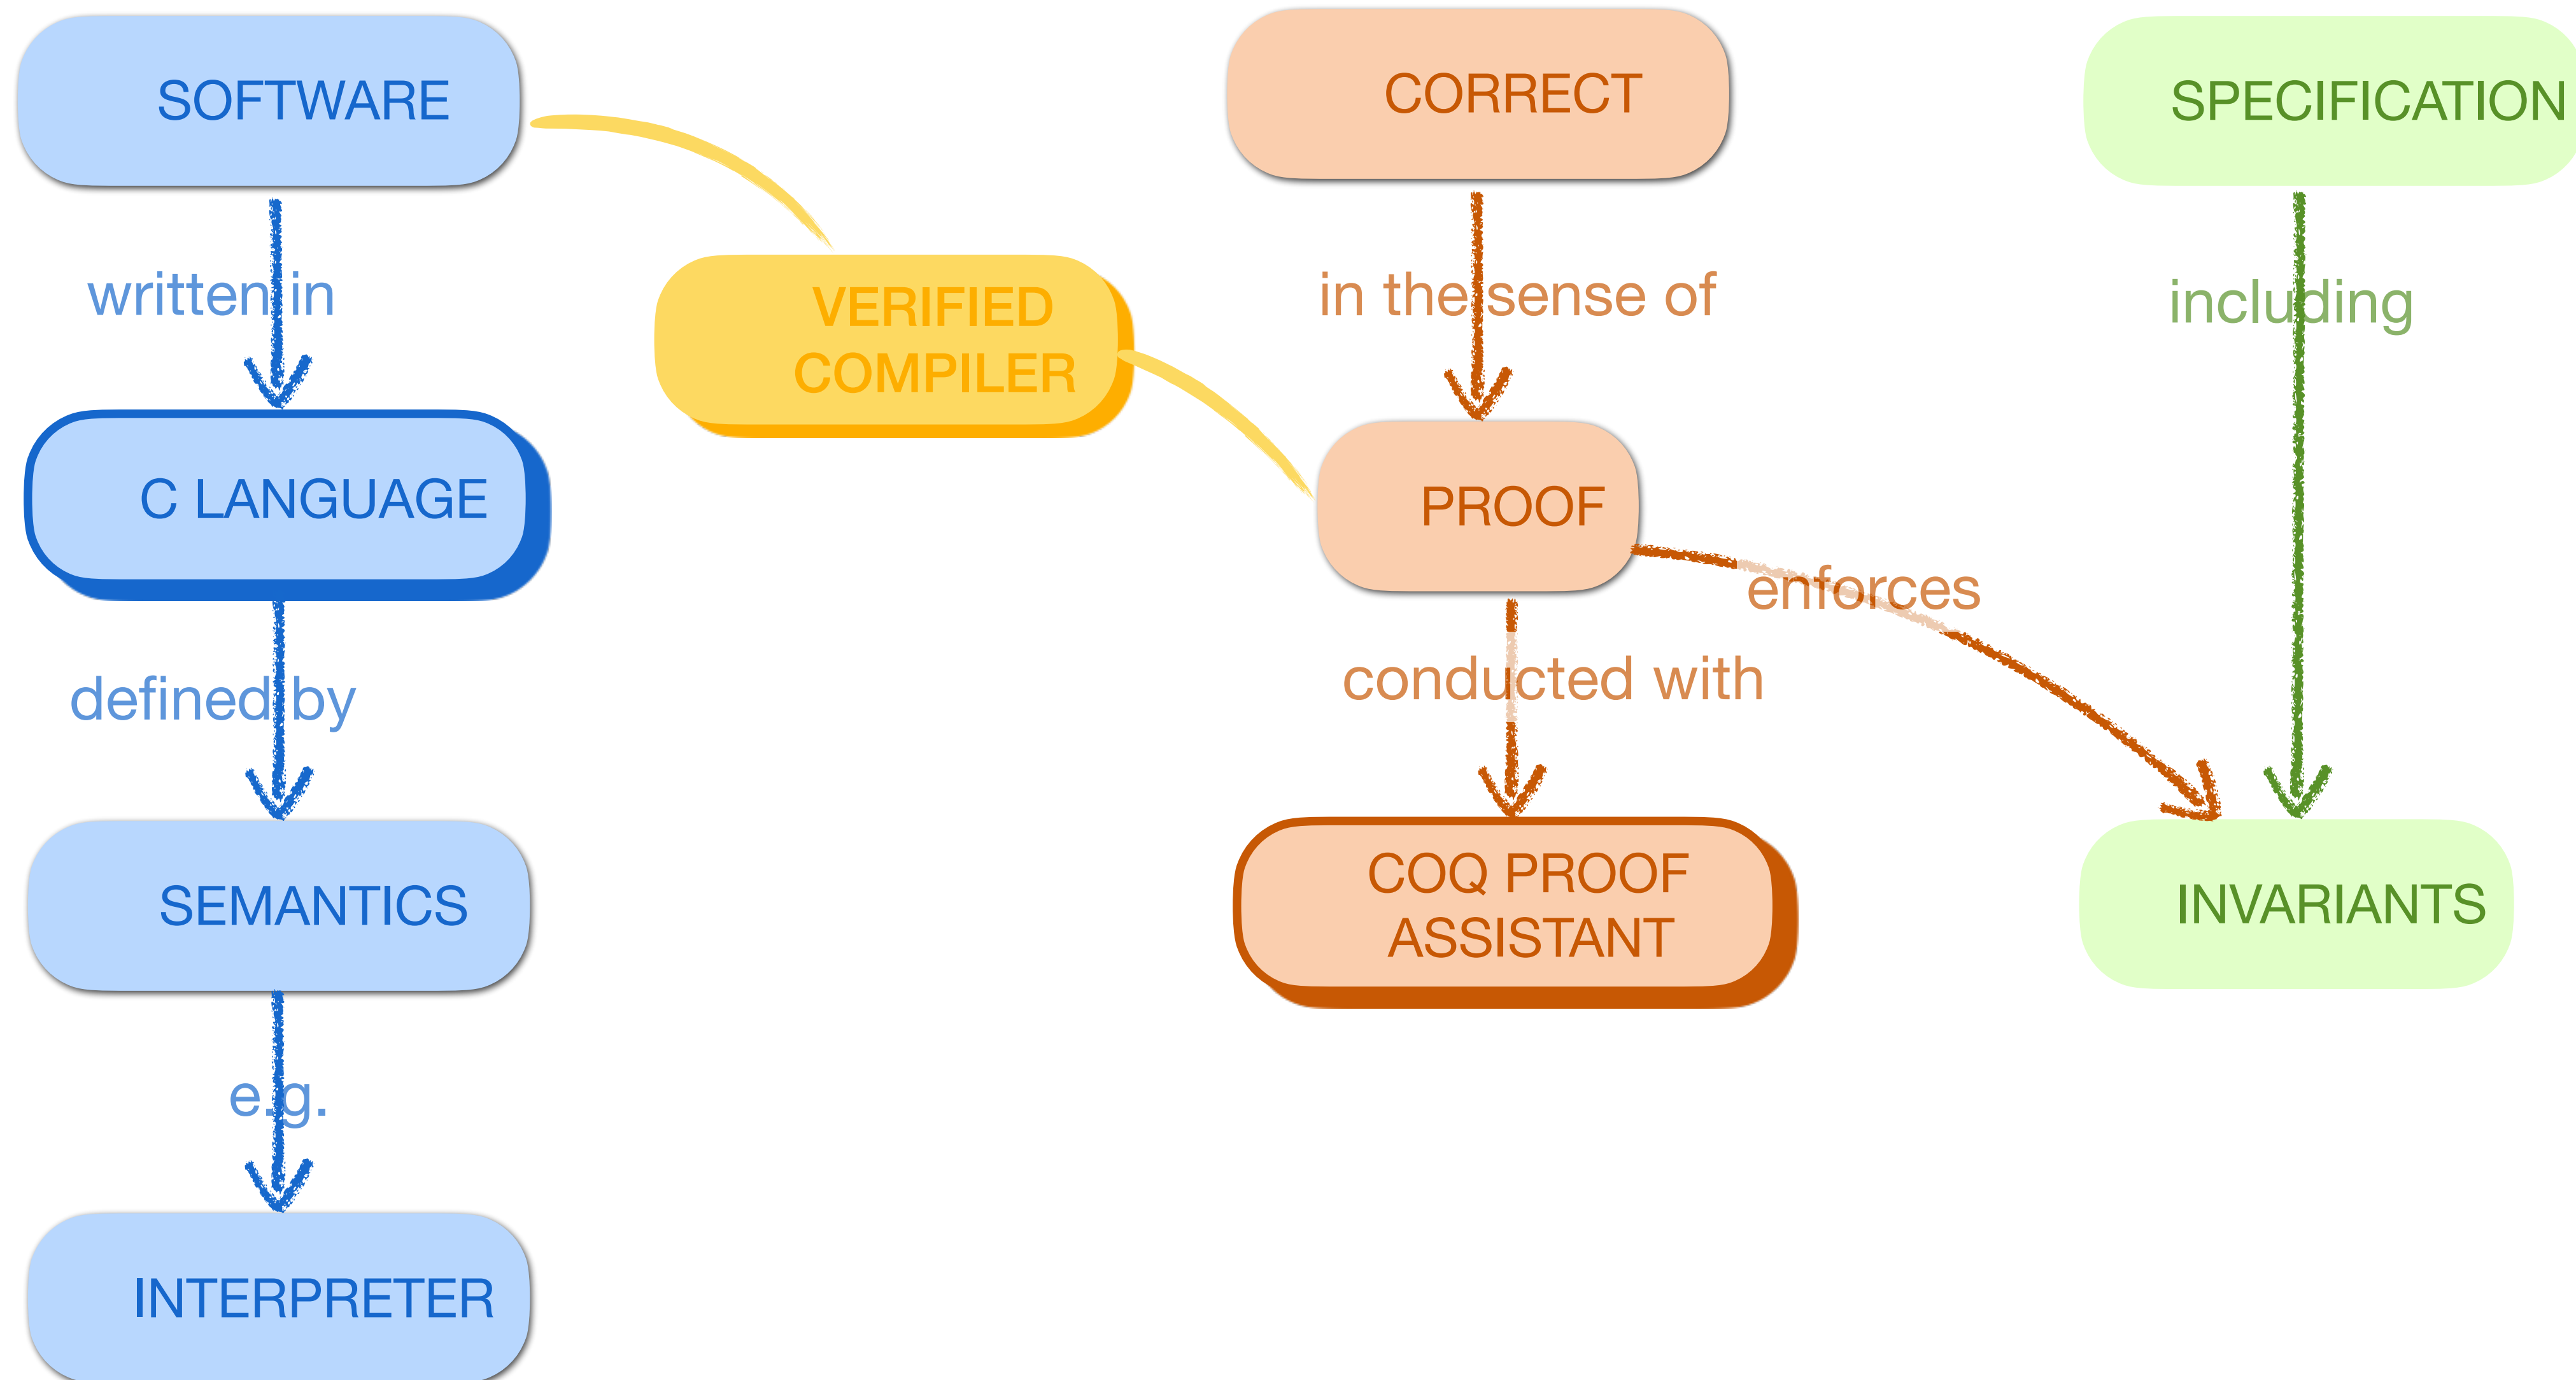 SOFTWARE
CORRECT
SPECIFICATION
written in
VERIFIED
COMPILER
in the sense of
including
C LANGUAGE
PROOF
enforces
defined by
conducted with
SEMANTICS
COQ PROOF
ASSISTANT
INVARIANTS
e.g.
INTERPRETER